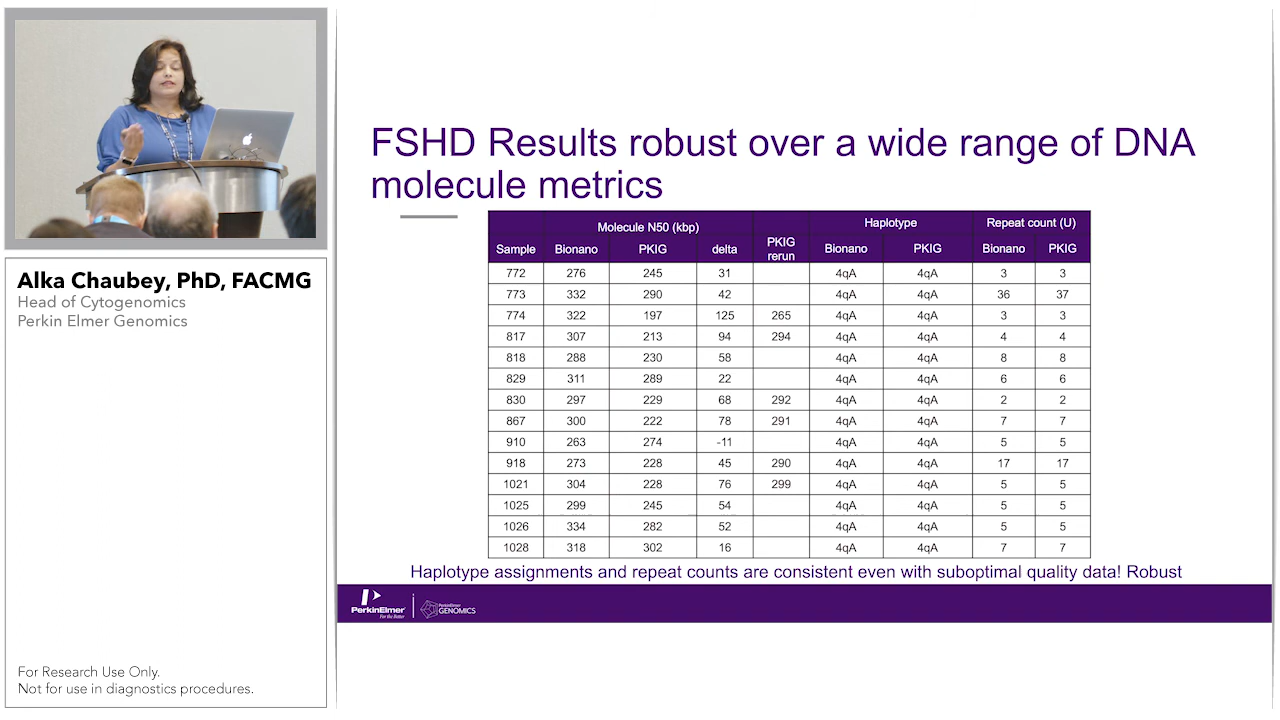 Alka Chaubey, PhD, FACMG
Head of Cytogenomics
Perkin Elmer Genomics
For Research Use Only.
Not for use in diagnostics procedures.
FSHD Results robust over a wide range of DNA
molecule metrics
Molecule N50 (kbp) Haplotype Repeat count (U)
Sample Bionano PKIG delta PKIG rerun Bionano PKIG Bionano PKIG
772 276 245 31 4qA 4qA 3 3
773 332 290 42 4qA 4qA 36 37
774 322 197 125 265 4qA 4qA 3 3
817 307 213 94 294 4qA 4qA 4 4
818 288 230 58 4qA 4qA 8 8
829 311 289 22 4qA 4qA 6 6
830 297 229 68 292 4qA 4qA 2 2
867 300 222 78 291 4qA 4qA 7 7
910 263 274 -11 4qA 4qA 5 5
918 273 228 45 290 4qA 4qA 17 17
1021 304 228 76 299 4qA 4qA 5 5
1025 299 245 54 4qA 4qA 5 5
1026 334 282 52 4qA 4qA 5 5
1028 318 302 16 4qA 4qA 7 7
Haplotype assignments and repeat counts are consistent even with suboptimal quality data! Robust
PerkinElmer
For the Better
PerkinElmer
GENOMICS